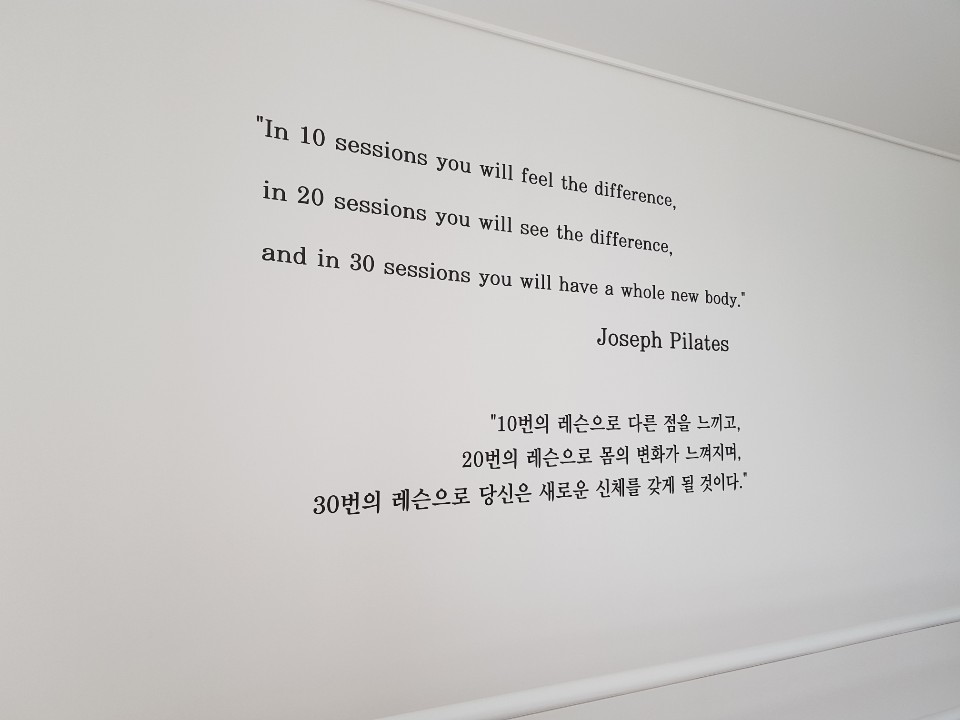 "In 10 sessions you will feel the difference,
in 20 sessions you will see the difference,
and in 30 sessions you will have a whole new body."
Joseph Pilates
"10번의 레슨으로 다른 점을 느끼고,
20번의 레슨으로 몸의 변화가 느껴지며,
30번의 레슨으로 당신은 새로운 신체를 갖게 될 것이다."